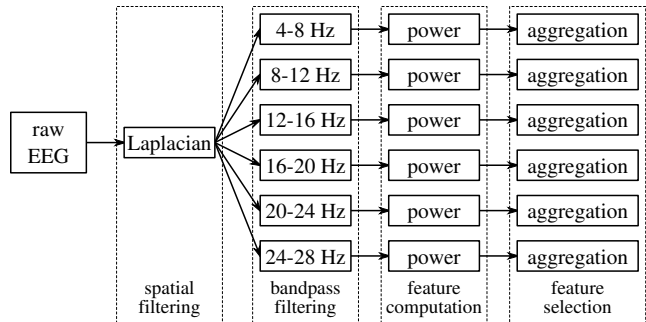 raw
EEG
Laplacian
4-8 Hz
power
aggregation
8-12 Hz
power
aggregation
12-16 Hz
power
aggregation
16-20 Hz
power
aggregation
20-24 Hz
power
aggregation
24-28 Hz
power
aggregation
spatial
filtering
bandpass
filtering
feature
computation
feature
selection